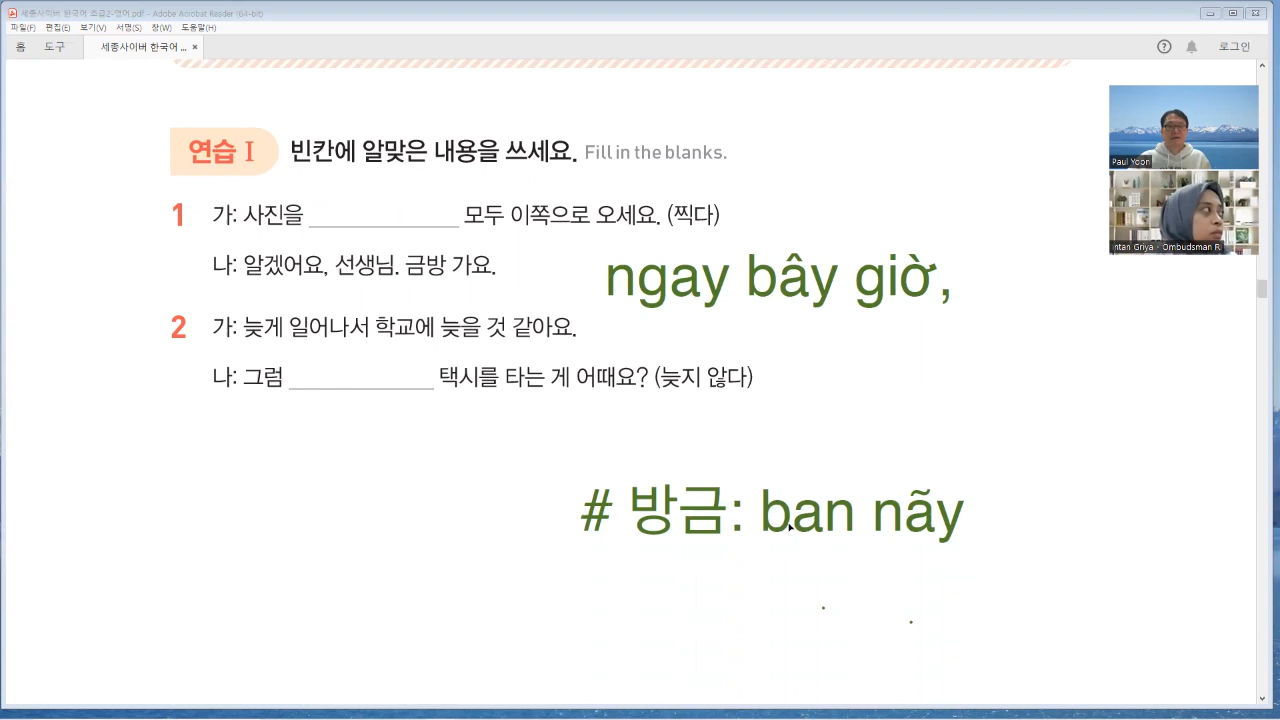 세종사이버 한국어 초급2-영어.pdf - Adobe Acrobat Reader (64-bit)
파일(F) 편집(E) 보기(V) 서명(S) 창(W) 도움말(H)
홈 도구 세종사이버 한국어 ... × 로그인
연습 I 빈칸에 알맞은 내용을 쓰세요. Fill in the blanks.
1 가: 사진을 ____________ 모두 이쪽으로 오세요. (찍다)
나: 알겠어요, 선생님. 금방 가요.
ngay bây giờ,
2 가: 늦게 일어나서 학교에 늦을 것 같아요.
나: 그럼 ____________ 택시를 타는 게 어때요? (늦지 않다)
# 방금: ban nãy
Paul Yoon
Intan Griya - Ombudsman R